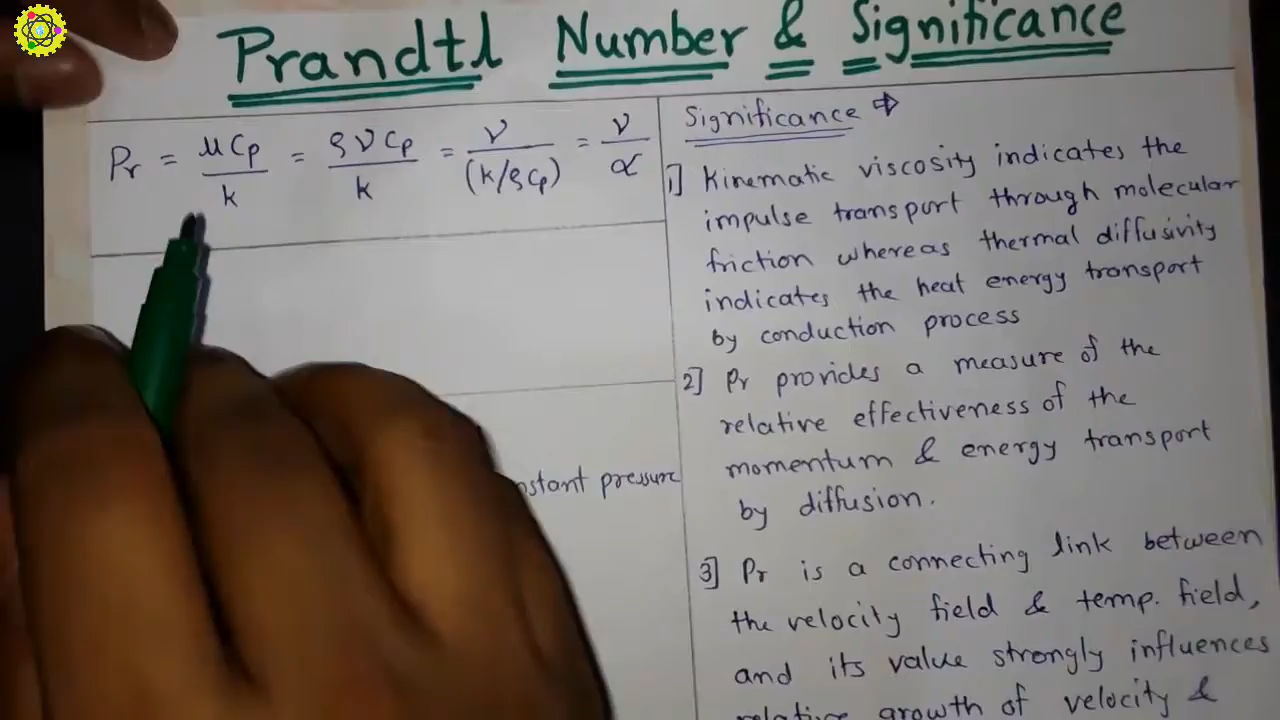 Prandtl Number & Significance
Pr = μCp / k = ρνCp / k = ν / (k/ρCp) = ν / α
Significance ⇒
1] Kinematic viscosity indicates the
impulse transport through molecular
friction whereas thermal diffusivity
indicates the heat energy transport
by conduction process
2] Pr provides a measure of the
relative effectiveness of the
momentum & energy transport
by diffusion.
3] Pr is a connecting link between
the velocity field & temp. field,
and its value strongly influences
relative growth of velocity &
nstant pressure